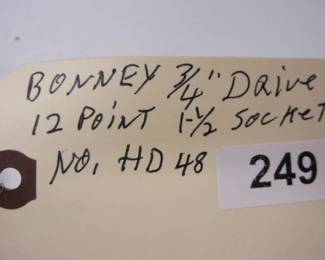 BONNEY 3/4" DRIVE
12 POINT 1-1/2 SOCKET
NO, HD 48
249